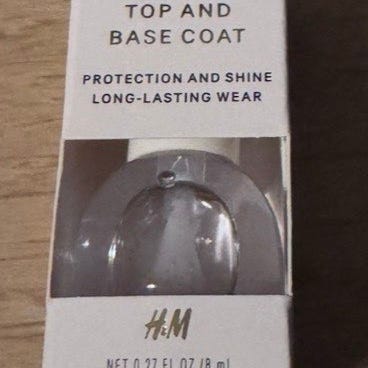 TOP AND
BASE COAT
PROTECTION AND SHINE
LONG-LASTING WEAR
H&M
NET 0.27 FL OZ /8 ml